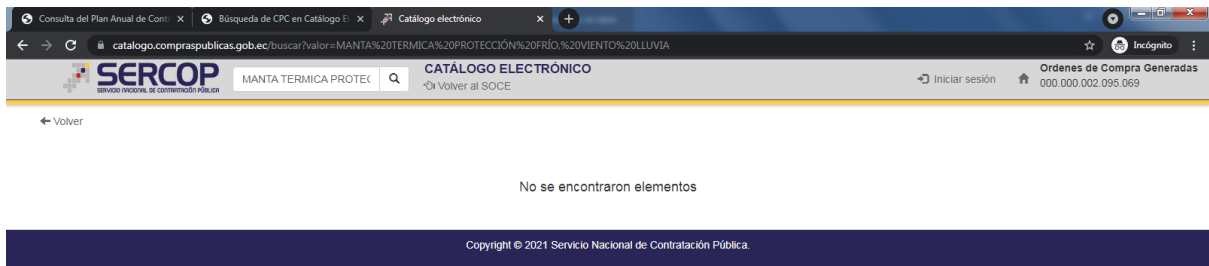 Consulta del Plan Anual de Cont
Búsqueda de CPC en Catálogo El
Catálogo electrónico
catalogo.compraspublicas.gob.ec/buscar?valor=MANTA%20TERMICA%20PROTECCIÓN%20FRÍO,%20VIENTO%20LLUVIA
Incógnito
SERCOP
SERVICIO NACIONAL DE CONTRATACIÓN PÚBLICA
MANTA TERMICA PROTEC
CATÁLOGO ELECTRÓNICO
Volver al SOCE
Iniciar sesión
Ordenes de Compra Generadas
000.000.002.095.069
Volver
No se encontraron elementos
Copyright © 2021 Servicio Nacional de Contratación Pública.